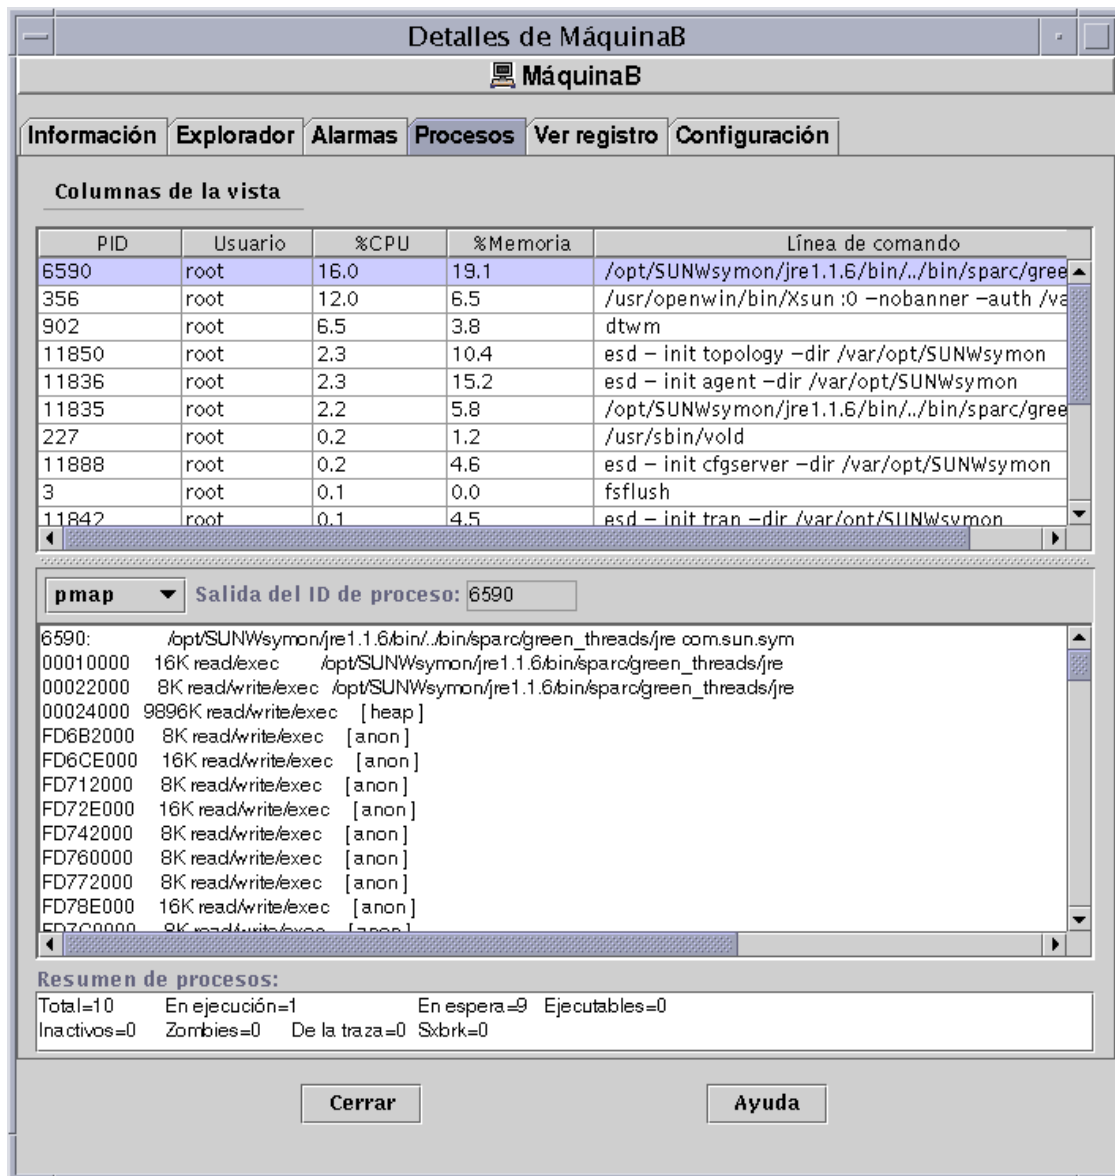 Detalles de MáquinaB
MáquinaB
Información Explorador Alarmas Procesos Ver registro Configuración
Columnas de la vista
PID Usuario %CPU %Memoria Línea de comando
6590 root 16.0 19.1 /opt/SUNWsymon/jre1.1.6/bin/../bin/sparc/gree
356 root 12.0 6.5 /usr/openwin/bin/Xsun :0 -nobanner -auth /va
902 root 6.5 3.8 dtwm
11850 root 2.3 10.4 esd - init topology -dir /var/opt/SUNWsymon
11836 root 2.3 15.2 esd - init agent -dir /var/opt/SUNWsymon
11835 root 2.2 5.8 /opt/SUNWsymon/jre1.1.6/bin/../bin/sparc/gree
227 root 0.2 1.2 /usr/sbin/vold
11888 root 0.2 4.6 esd - init cfgserver -dir /var/opt/SUNWsymon
3 root 0.1 0.0 fsflush
11842 root 0.1 4.5 esd - init tran -dir /var/opt/SUNWsymon
pmap Salida del ID de proceso: 6590
6590: /opt/SUNWsymon/jre1.1.6/bin/../bin/sparc/green_threads/jre com.sun.sym
00010000 16K read/exec /opt/SUNWsymon/jre1.1.6/bin/sparc/green_threads/jre
00022000 8K read/write/exec /opt/SUNWsymon/jre1.1.6/bin/sparc/green_threads/jre
00024000 9896K read/write/exec [ heap ]
FD6B2000 8K read/write/exec [ anon ]
FD6CE000 16K read/write/exec [ anon ]
FD712000 8K read/write/exec [ anon ]
FD72E000 16K read/write/exec [ anon ]
FD742000 8K read/write/exec [ anon ]
FD760000 8K read/write/exec [ anon ]
FD772000 8K read/write/exec [ anon ]
FD78E000 16K read/write/exec [ anon ]
FD7C0000 8K read/write/exec [ anon ]
Resumen de procesos:
Total=10 En ejecución=1 En espera=9 Ejecutables=0
Inactivos=0 Zombies=0 De la traza=0 Sxbrk=0
Cerrar Ayuda